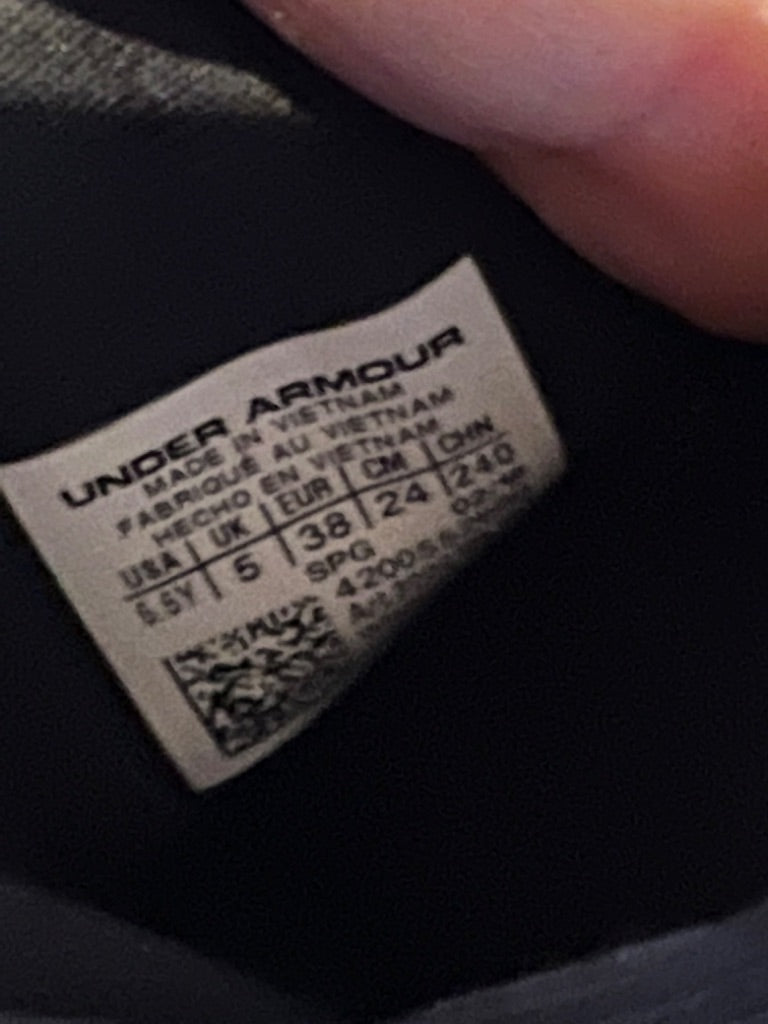 UNDER ARMOUR
MADE IN VIETNAM
FABRIQUÉ AU VIETNAM
HECHO EN VIETNAM
USA UK EUR CM CHN
5.5Y 5 38 24 240
SPG